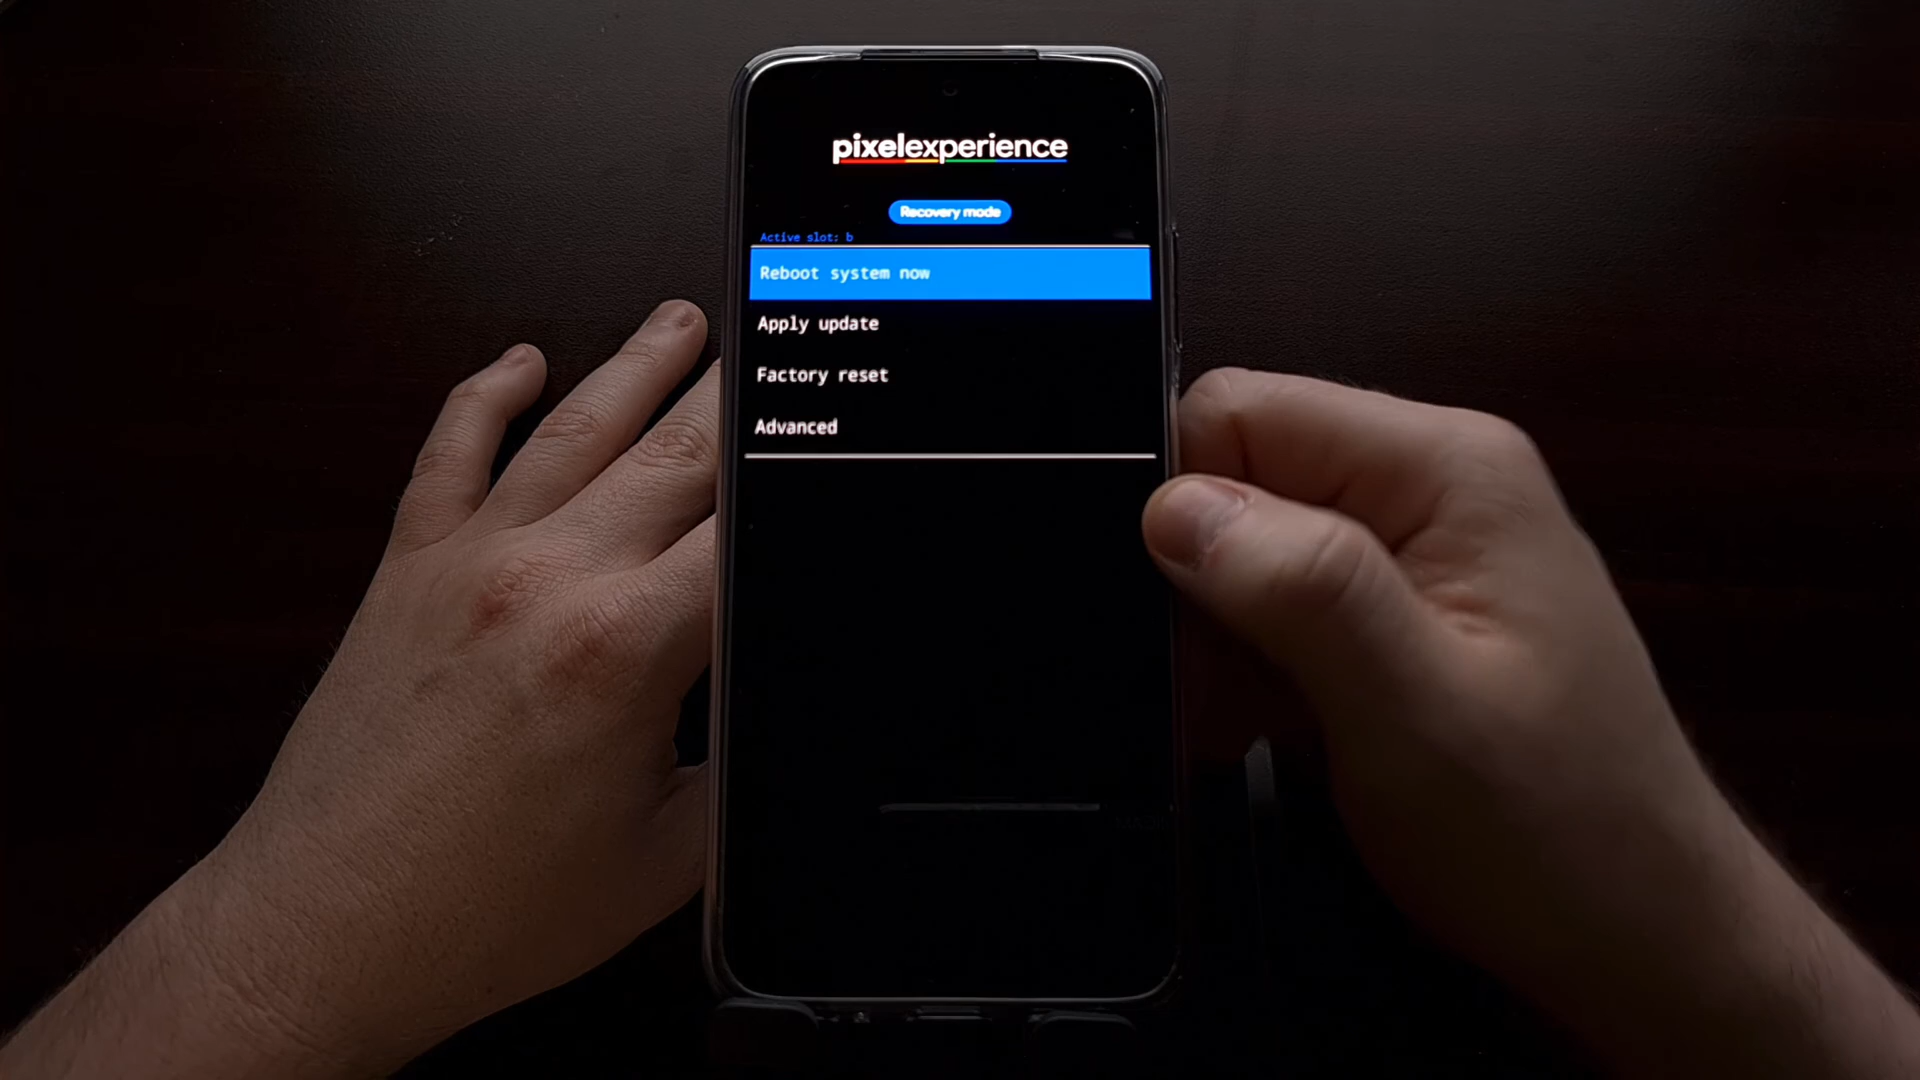 pixelexperience
Recovery mode
Active slot: b
Reboot system now
Apply update
Factory reset
Advanced